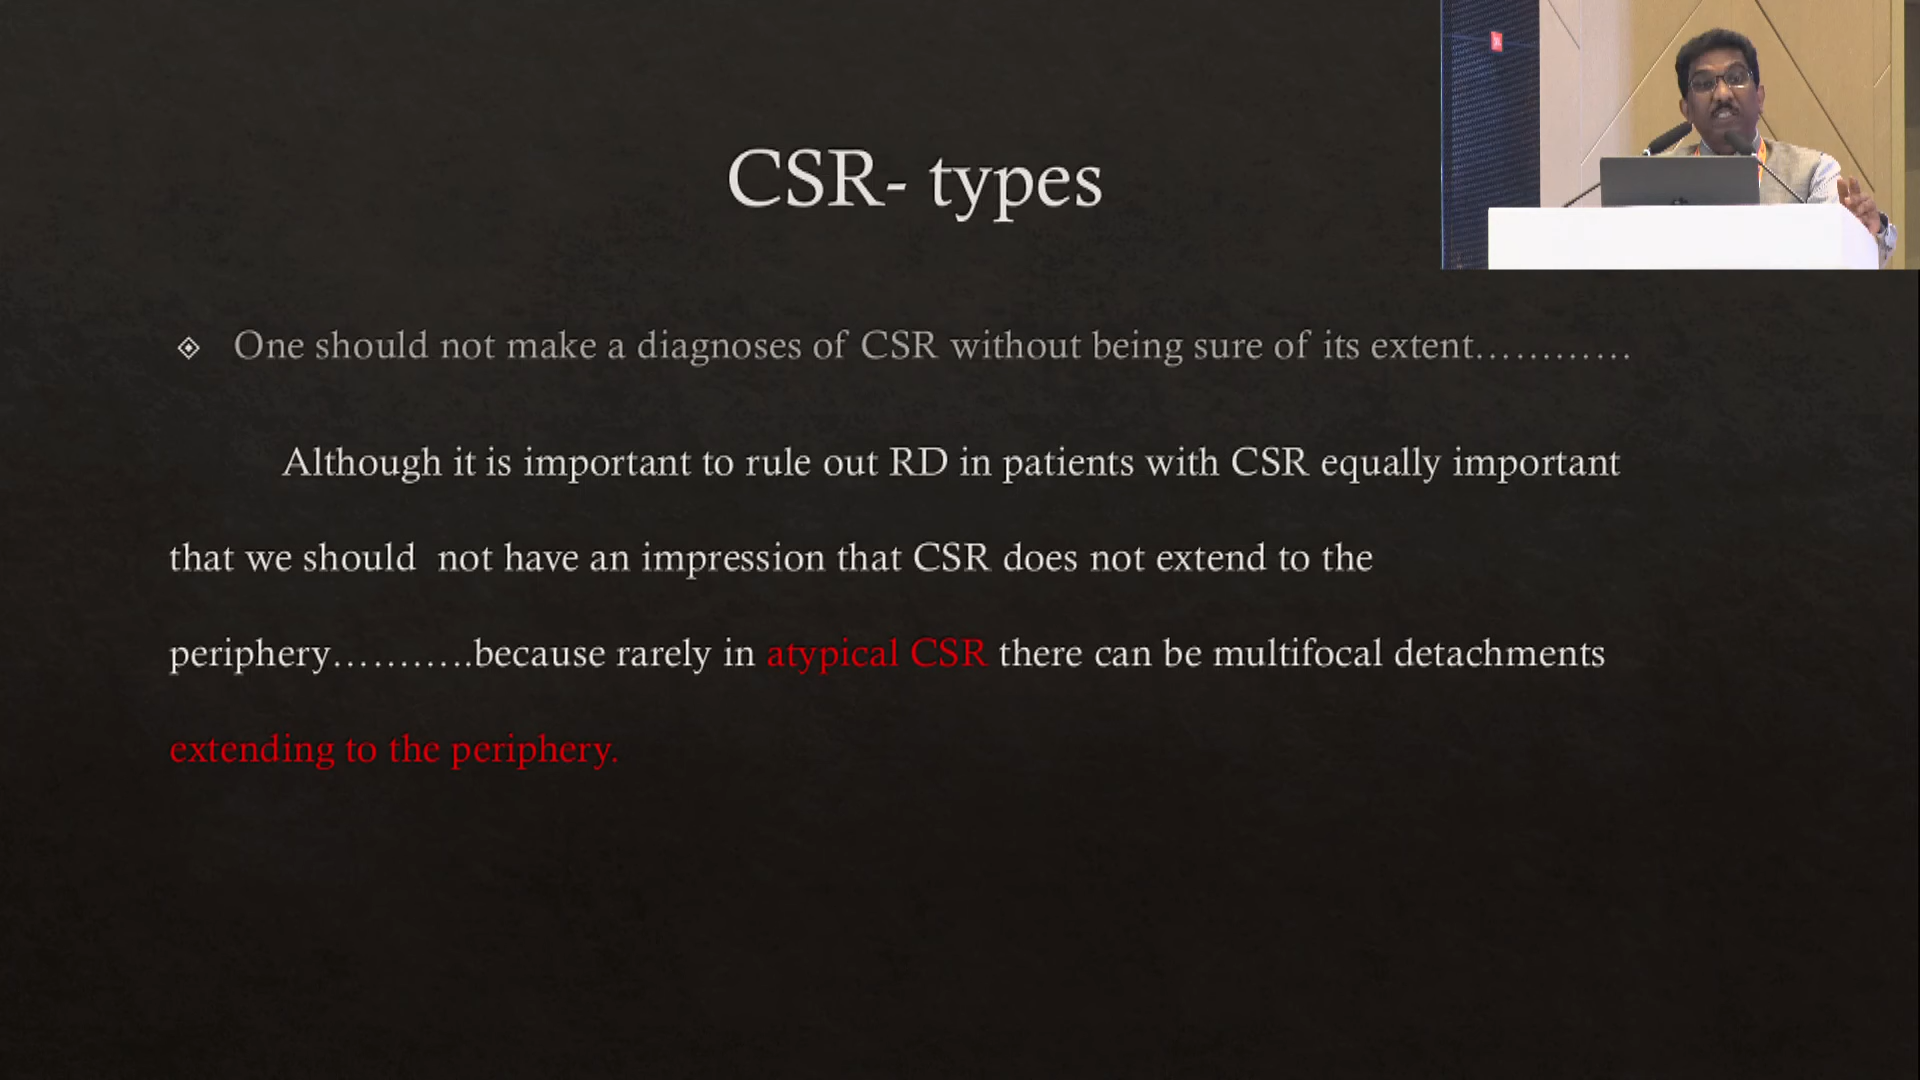 CSR- types
One should not make a diagnoses of CSR without being sure of its extent…………
Although it is important to rule out RD in patients with CSR equally important
that we should not have an impression that CSR does not extend to the
periphery………..because rarely in atypical CSR there can be multifocal detachments
extending to the periphery.